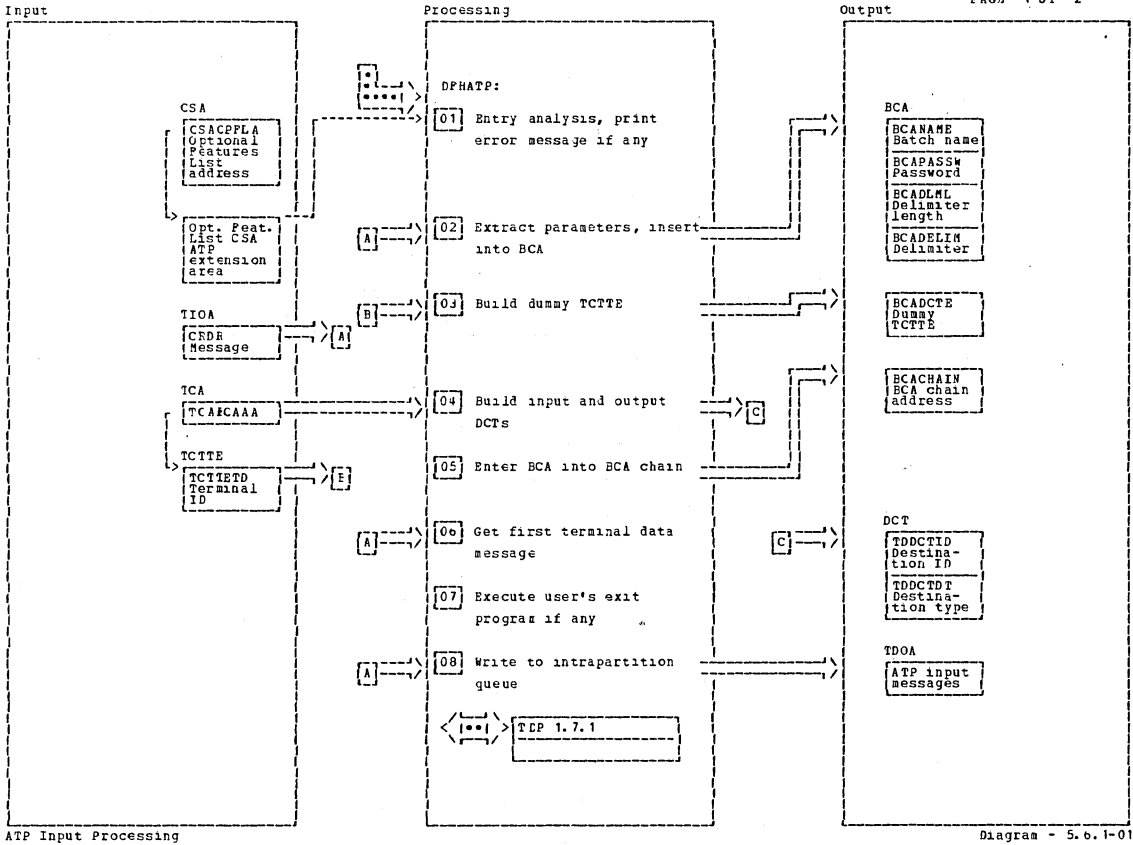 Input
Processing
Output
CSA
CSACPFLA
Optional
Features
List
address
Opt. Feat.
List CSA
ATP
extension
area
TIOA
CRDR
Message
A
TCA
TCAFCAAA
TCTTE
TCTTETD
Terminal
ID
E
DPHATP:
01 Entry analysis, print
error message if any
A
02 Extract parameters, insert
into BCA
B
03 Build dummy TCTTE
04 Build input and output
DCTs
C
05 Enter BCA into BCA chain
A
06 Get first terminal data
message
07 Execute user's exit
program if any
A
08 Write to intrapartition
queue
TDP 1.7.1
BCA
BCANAME
Batch name
BCAPASSW
Password
BCADLML
Delimiter
length
BCADELIM
Delimiter
BCADCTE
Dummy
TCTTE
BCACHAIN
BCA chain
address
C
DCT
TDDCTID
Destina-
tion ID
TDDCTDT
Destina-
tion type
TDOA
ATP input
messages
ATP Input Processing
Diagram - 5.6.1-01